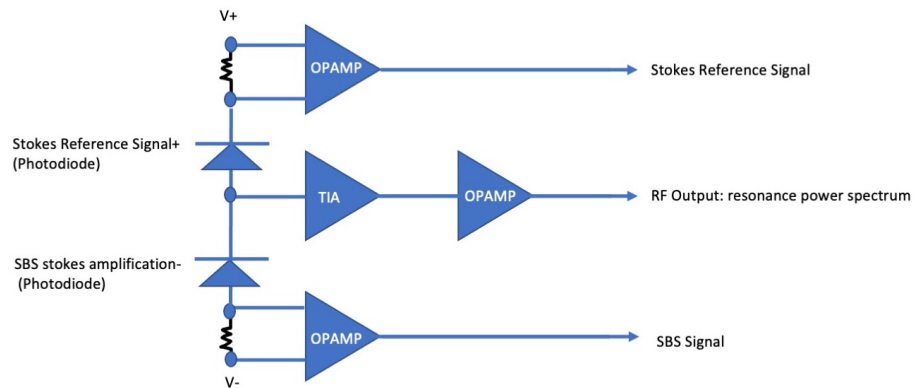 V+
OPAMP
Stokes Reference Signal
Stokes Reference Signal+
(Photodiode)
TIA
OPAMP
RF Output: resonance power spectrum
SBS stokes amplification-
(Photodiode)
OPAMP
SBS Signal
V-